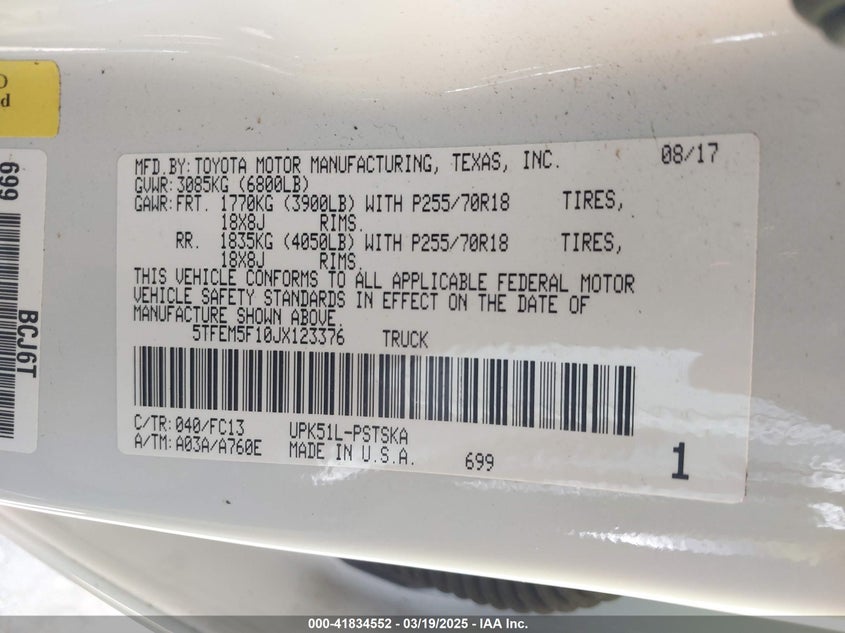 d
699
BCJ6T
MFD.BY:TOYOTA MOTOR MANUFACTURING, TEXAS, INC. 08/17
GVWR:3085KG (6800LB)
GAWR:FRT. 1770KG (3900LB) WITH P255/70R18 TIRES,
18X8J RIMS.
RR. 1835KG (4050LB) WITH P255/70R18 TIRES,
18X8J RIMS.
THIS VEHICLE CONFORMS TO ALL APPLICABLE FEDERAL MOTOR
VEHICLE SAFETY STANDARDS IN EFFECT ON THE DATE OF
MANUFACTURE SHOWN ABOVE.
5TFEM5F10JX123376 TRUCK
C/TR:040/FC13 UPK51L-PSTSKA
A/TM:A03A/A760E MADE IN U.S.A. 699 1
000-41834552 — 03/19/2025 — IPA, Inc.